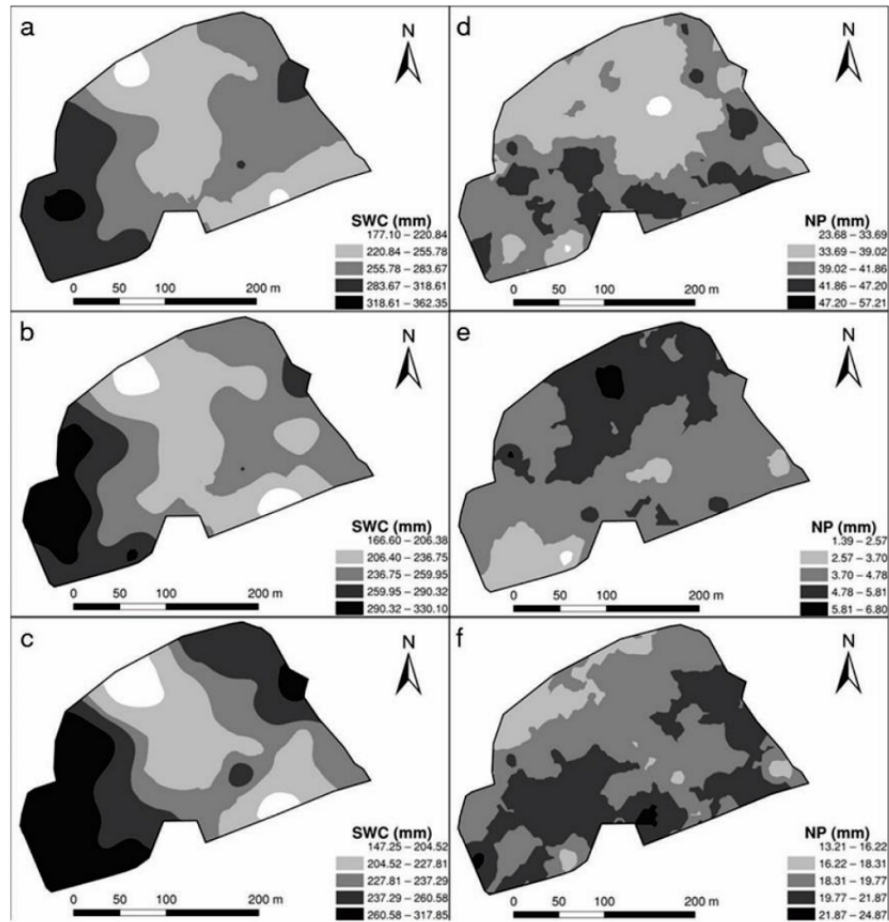 a
N
SWC (mm)
177.10 – 220.84
220.84 – 255.78
255.78 – 283.67
283.67 – 318.61
318.61 – 362.35
0 50 100 200 m
d
N
NP (mm)
23.68 – 33.69
33.69 – 39.02
39.02 – 41.86
41.86 – 47.20
47.20 – 57.21
0 50 100 200 m
b
N
SWC (mm)
166.60 – 206.38
206.40 – 236.75
236.75 – 259.95
259.95 – 290.32
290.32 – 330.10
0 50 100 200 m
e
N
NP (mm)
1.39 – 2.57
2.57 – 3.70
3.70 – 4.78
4.78 – 5.81
5.81 – 6.80
0 50 100 200 m
c
N
SWC (mm)
147.25 – 204.52
204.52 – 227.81
227.81 – 237.29
237.29 – 260.58
260.58 – 317.85
0 50 100 200 m
f
N
NP (mm)
13.21 – 16.22
16.22 – 18.31
18.31 – 19.77
19.77 – 21.87
21.87 – 24.87
0 50 100 200 m